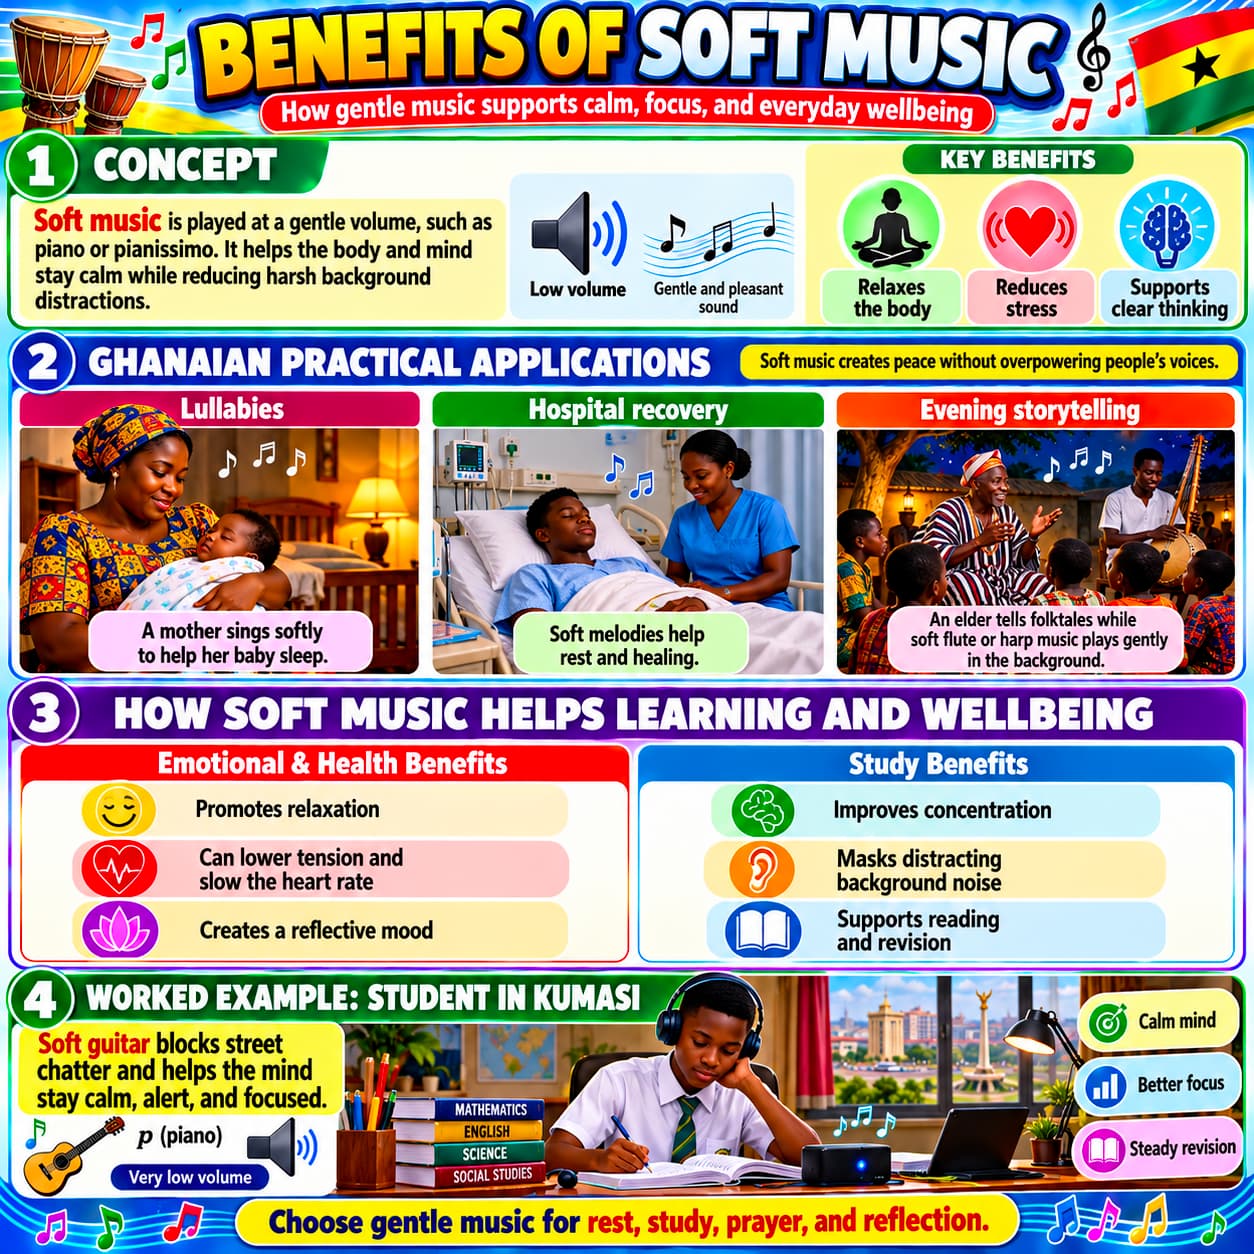 BENEFITS OF SOFT MUSIC
How gentle music supports calm, focus, and everyday wellbeing
1 CONCEPT
Soft music is played at a gentle volume, such as
piano or pianissimo. It helps the body and mind
stay calm while reducing harsh background
distractions.
Low volume
Gentle and pleasant
sound
KEY BENEFITS
Relaxes
the body
Reduces
stress
Supports
clear thinking
2 GHANAIAN PRACTICAL APPLICATIONS
Soft music creates peace without overpowering people's voices.
Lullabies
A mother sings softly
to help her baby sleep.
Hospital recovery
Soft melodies help
rest and healing.
Evening storytelling
An elder tells folktales while
soft flute or harp music plays gently
in the background.
3 HOW SOFT MUSIC HELPS LEARNING AND WELLBEING
Emotional & Health Benefits
Promotes relaxation
Can lower tension and
slow the heart rate
Creates a reflective mood
Study Benefits
Improves concentration
Masks distracting
background noise
Supports reading
and revision
4 WORKED EXAMPLE: STUDENT IN KUMASI
Soft guitar blocks street
chatter and helps the mind
stay calm, alert, and focused.
p (piano)
Very low volume
MATHEMATICS
ENGLISH
SCIENCE
SOCIAL STUDIES
Calm mind
Better focus
Steady revision
Choose gentle music for rest, study, prayer, and reflection.